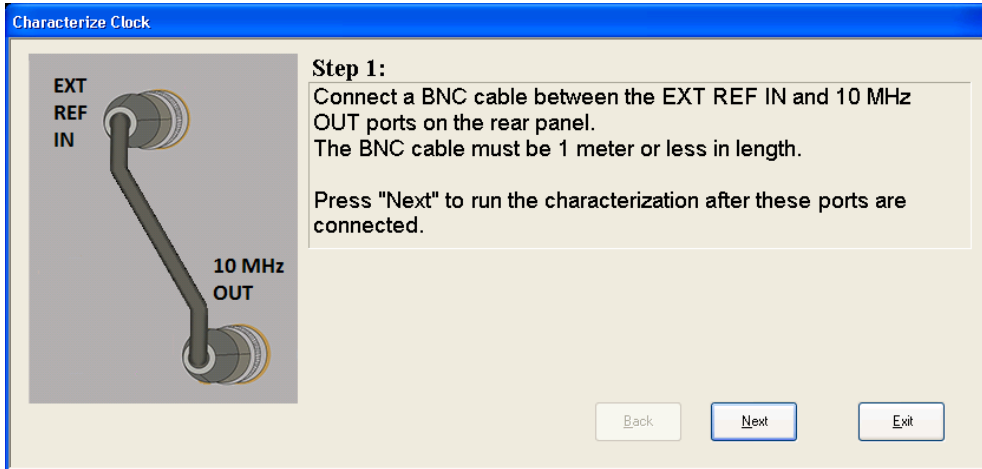 Characterize Clock
EXT
REF
IN
10 MHz
OUT
Step 1:
Connect a BNC cable between the EXT REF IN and 10 MHz
OUT ports on the rear panel.
The BNC cable must be 1 meter or less in length.
Press "Next" to run the characterization after these ports are
connected.
Back
Next
Exit